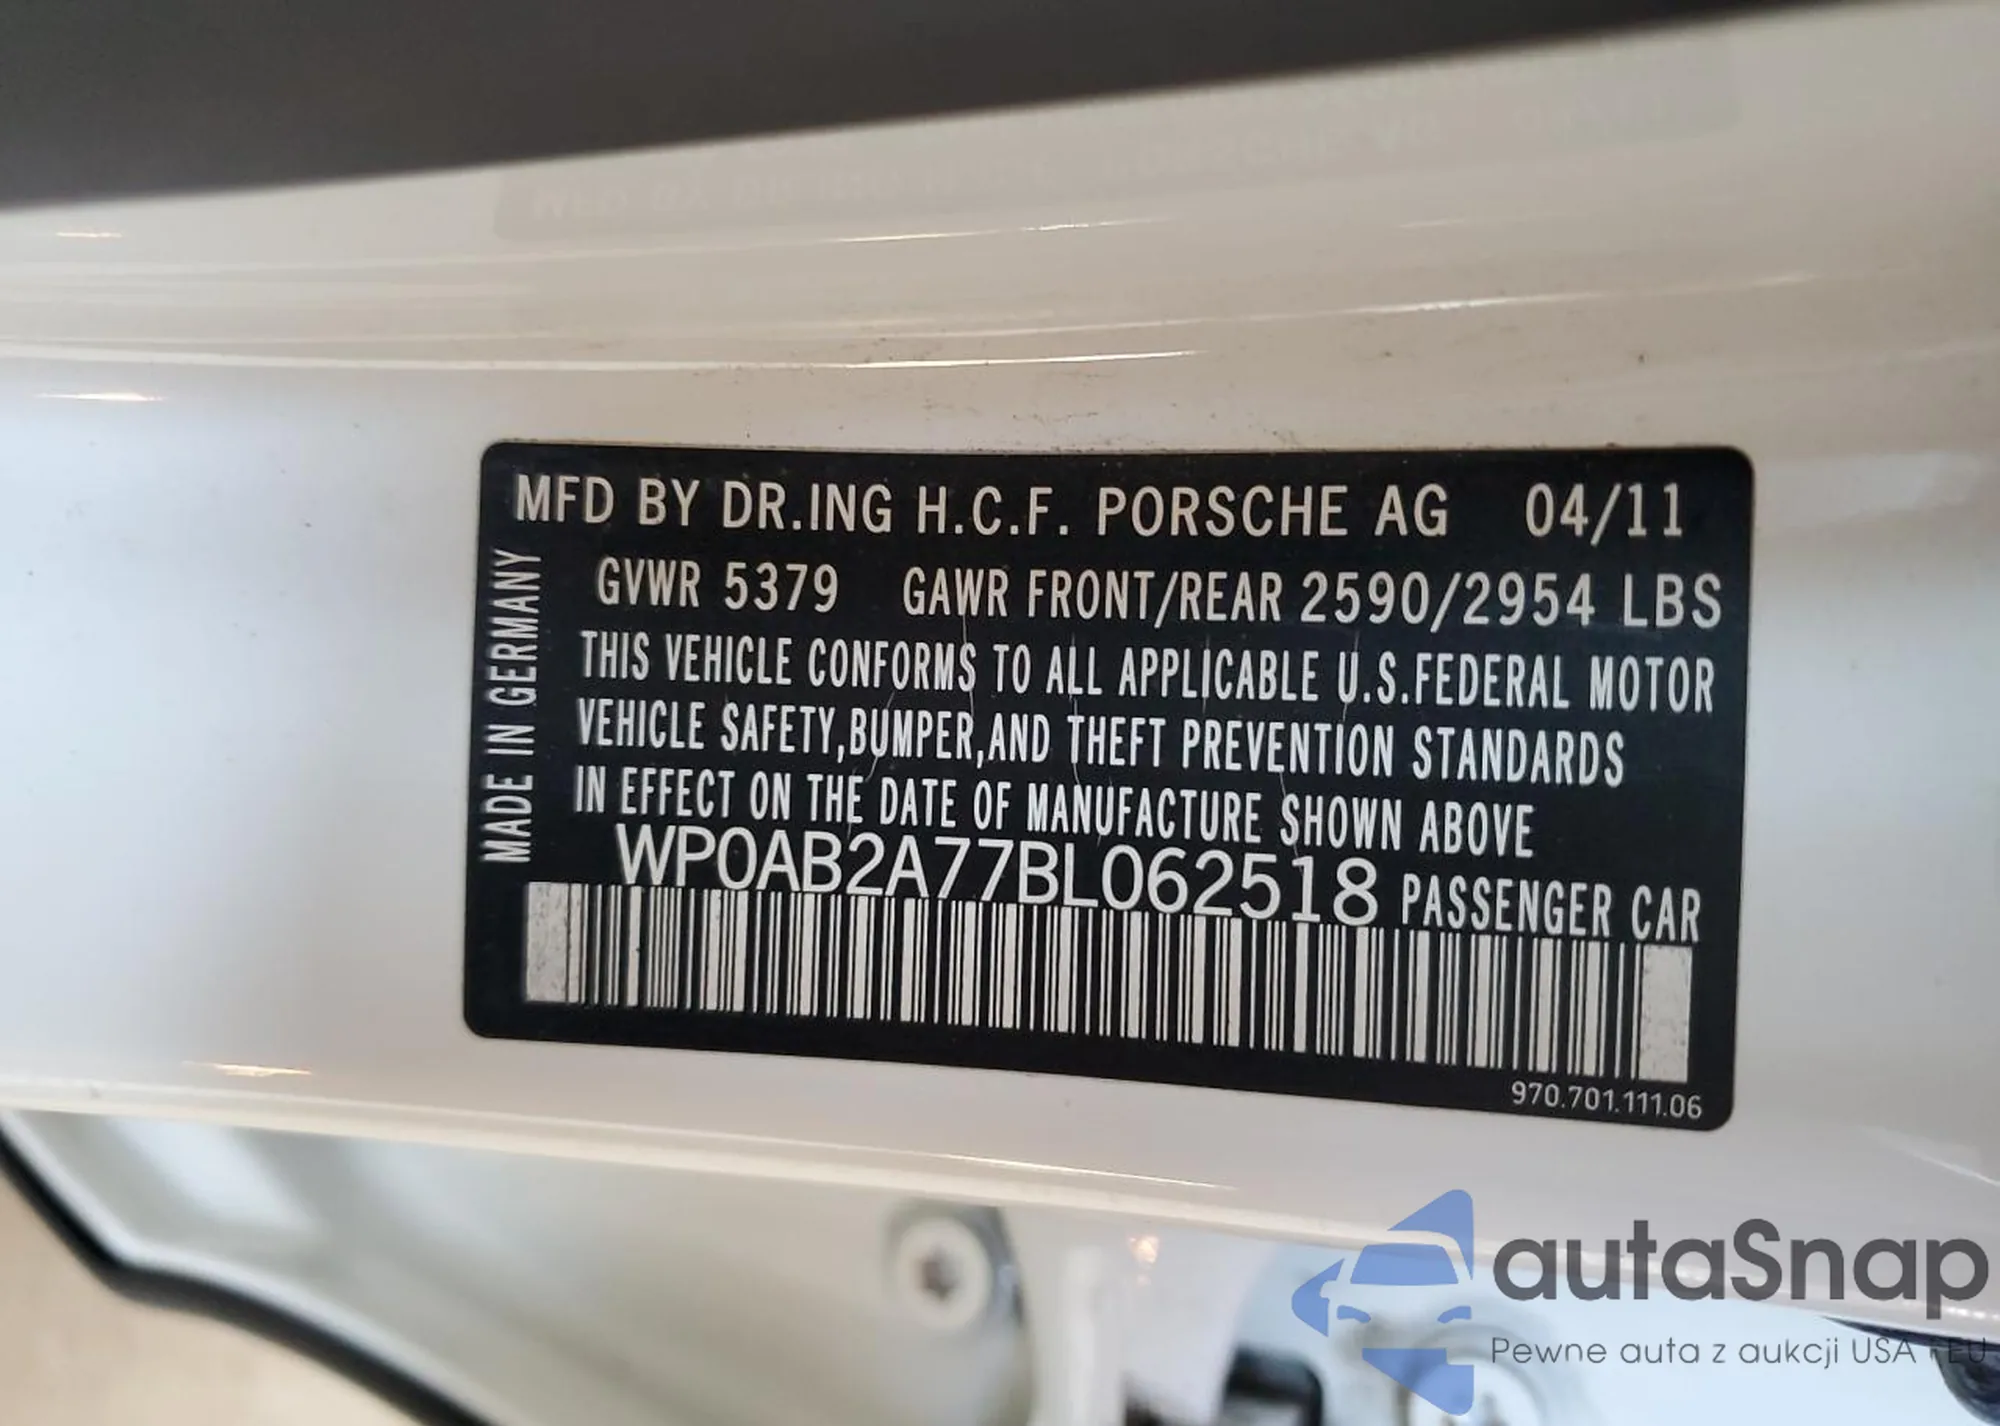 MFD BY DR.ING H.C.F. PORSCHE AG 04/11
GVWR 5379 GAWR FRONT/REAR 2590/2954 LBS
THIS VEHICLE CONFORMS TO ALL APPLICABLE U.S.FEDERAL MOTOR
VEHICLE SAFETY,BUMPER,AND THEFT PREVENTION STANDARDS
IN EFFECT ON THE DATE OF MANUFACTURE SHOWN ABOVE
WP0AB2A77BL062518 PASSENGER CAR
MADE IN GERMANY
970.701.111.06
autaSnap
Pewne auta z aukcji USA i EU